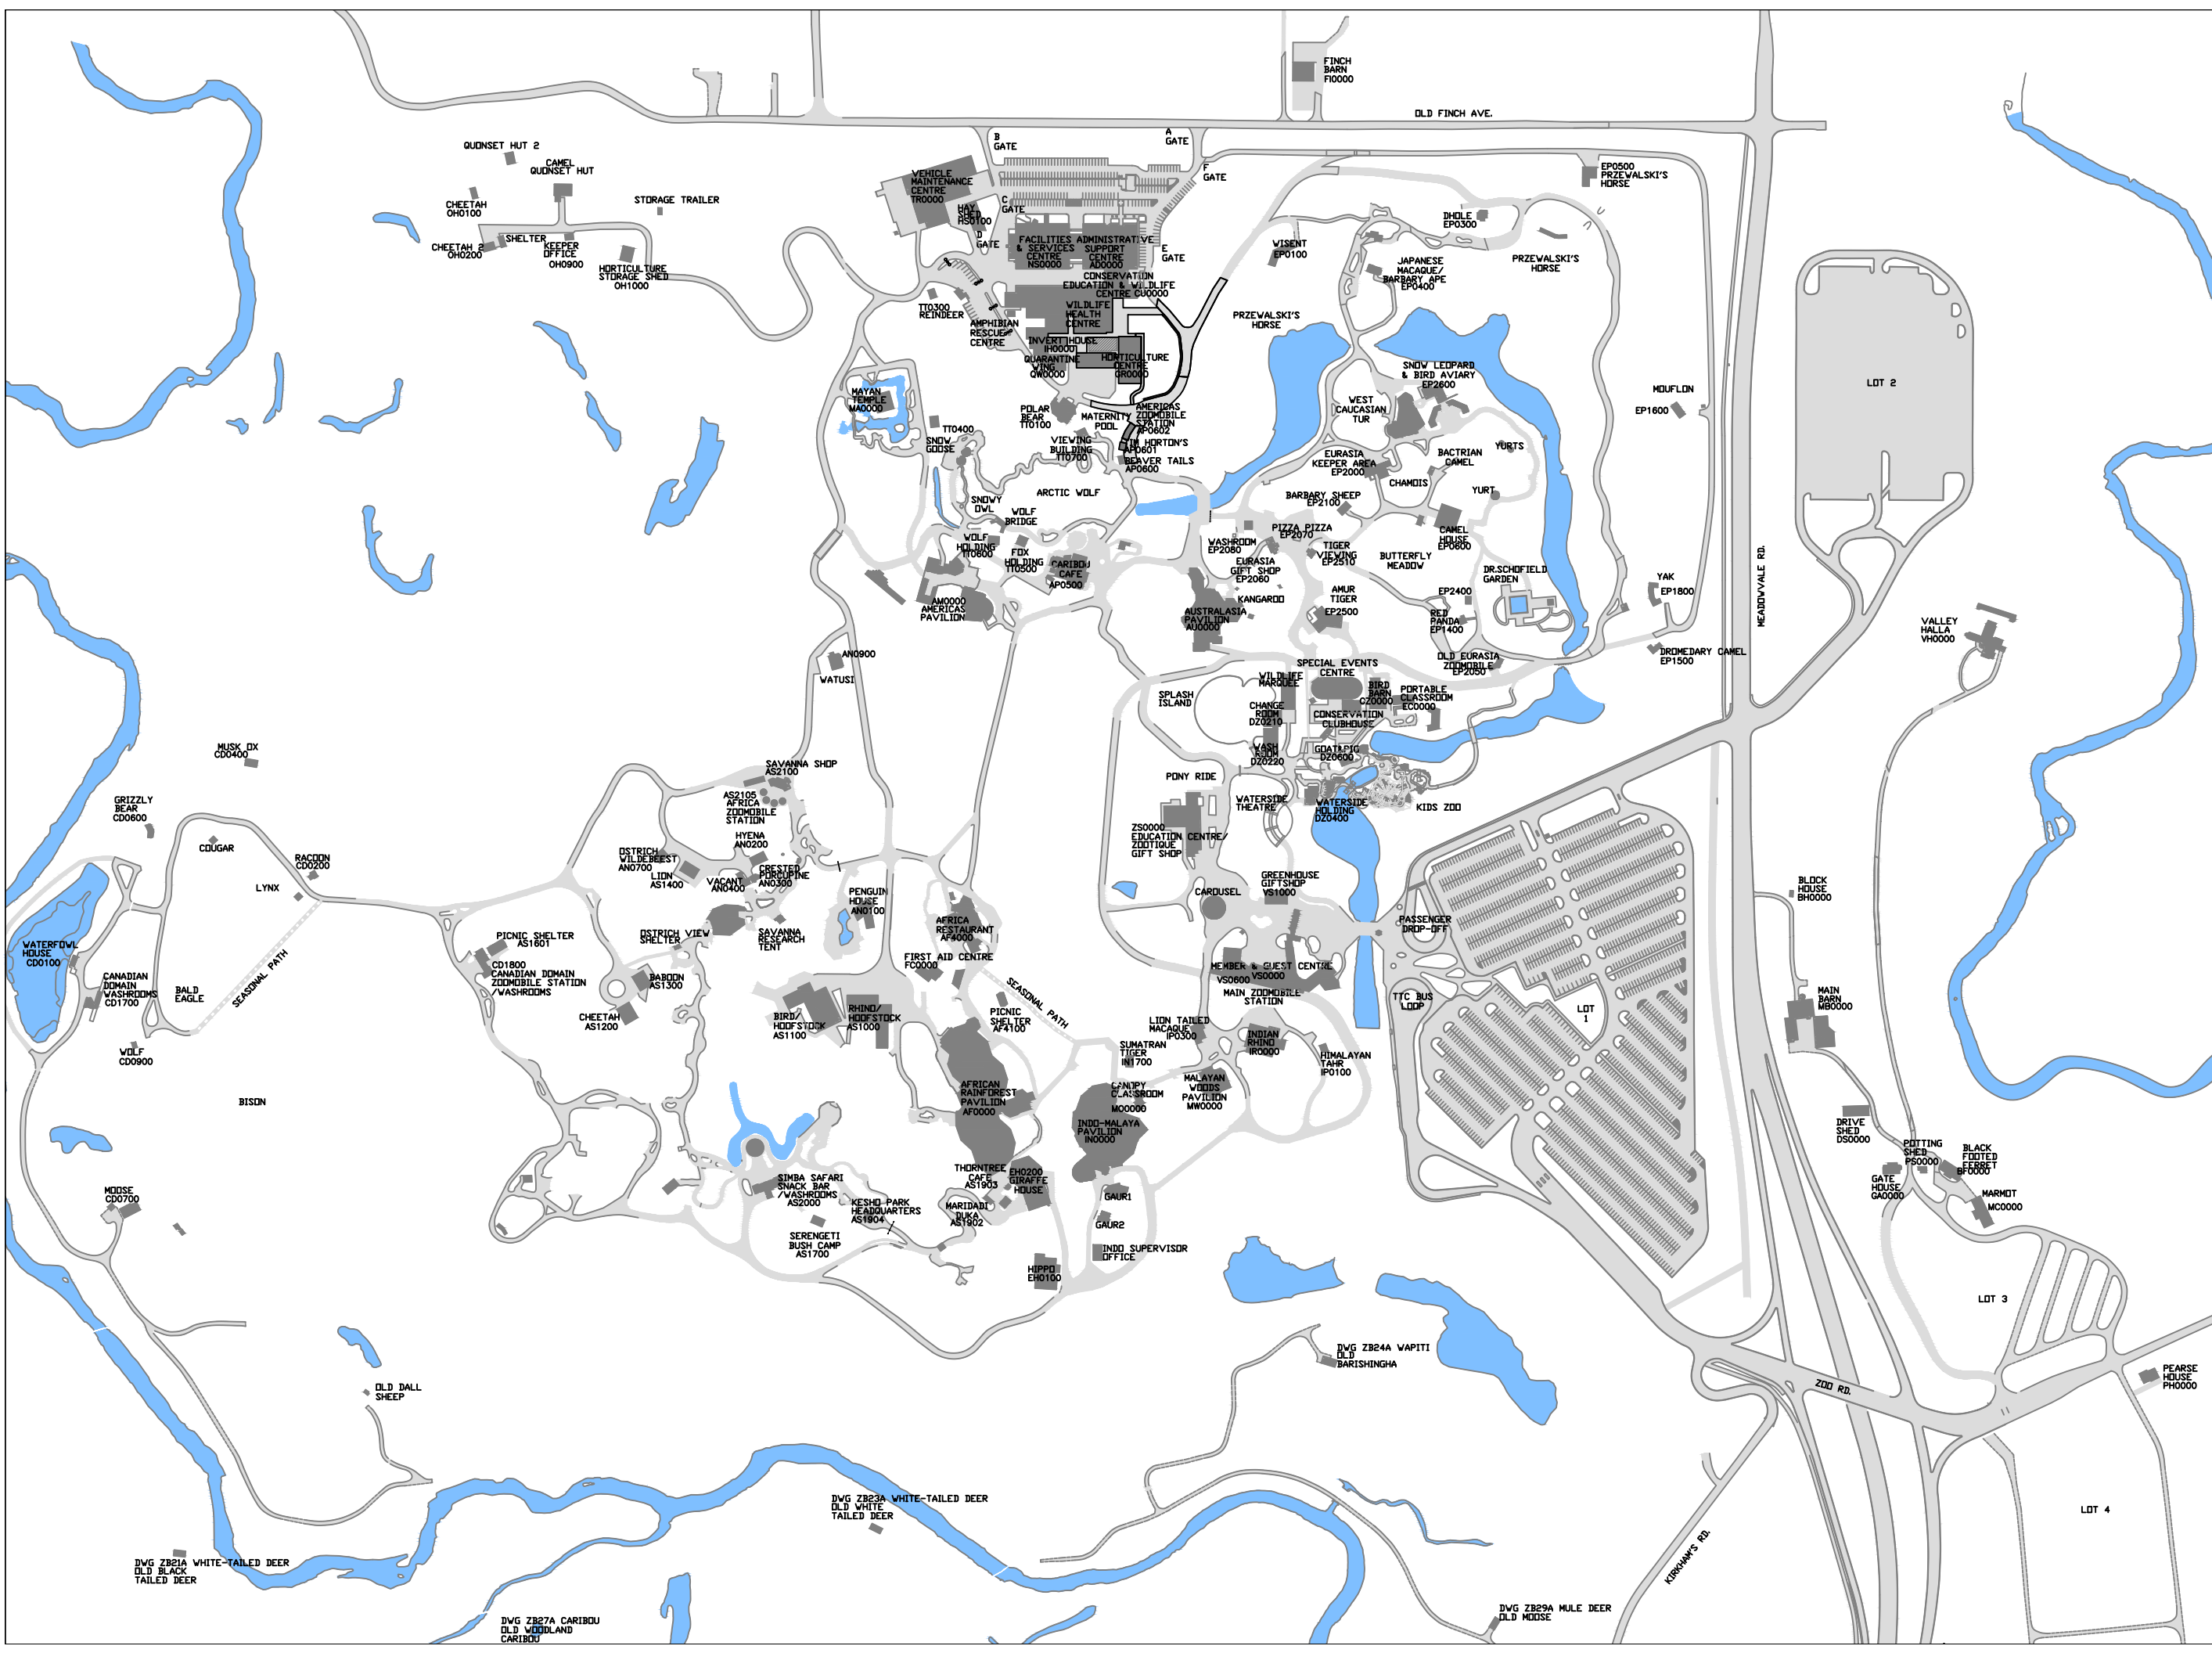 FINCH
BARN
FI0000
OLD FINCH AVE.
B
GATE
A
GATE
F
GATE
QUONSET HUT 2
CAMEL
QUONSET HUT
CHEETAH
OH0100
STORAGE TRAILER
CHEETAH 2
OH0200
SHELTER
KEEPER
OFFICE
OH0900
HORTICULTURE
STORAGE SHED
OH1000
VEHICLE
MAINTENANCE
CENTRE
TR0000
HAY
SHED
HS0100
C
GATE
D
GATE
E
GATE
FACILITIES
& SERVICES
CENTRE
NS0000
ADMINISTRATIVE
SUPPORT
CENTRE
AD0000
CONSERVATION
EDUCATION & WILDLIFE
CENTRE CU0000
WILDLIFE
HEALTH
CENTRE
TT0300
REINDEER
AMPHIBIAN
RESCUE
CENTRE
INVERT HOUSE
IH0000
QUARANTINE
WING
QW0000
HORTICULTURE
CENTRE
GR0000
EP0500
PRZEWALSKI'S
HORSE
DHOLE
EP0300
WISENT
EP0100
JAPANESE
MACAQUE/
BARBARY APE
EP0400
PRZEWALSKI'S
HORSE
PRZEWALSKI'S
HORSE
MAYAN
TEMPLE
MA0000
TT0400
SNOW
GOOSE
POLAR
BEAR
TT0100
MATERNITY
POOL
VIEWING
BUILDING
TT0700
AMERICAS
ZOOMOBILE
STATION
AP0602
TIM HORTON'S
AP0601
BEAVER TAILS
AP0600
ARCTIC WOLF
SNOWY
OWL
WOLF
BRIDGE
WOLF
HOLDING
TT0600
FOX
HOLDING
TT0500
CARIBOU
CAFE
AP0500
AM0000
AMERICAS
PAVILION
SNOW LEOPARD
& BIRD AVIARY
EP2600
WEST
CAUCASIAN
TUR
MOUFLON
EP1600
LOT 2
YURTS
EURASIA
KEEPER AREA
EP2000
BACTRIAN
CAMEL
CHAMOIS
YURT
BARBARY SHEEP
EP2100
PIZZA PIZZA
EP2070
WASHROOM
EP2080
TIGER
VIEWING
EP2510
EURASIA
GIFT SHOP
EP2060
CAMEL
HOUSE
EP0600
BUTTERFLY
MEADOW
DR.SCHOFIELD
GARDEN
KANGAROO
AMUR
TIGER
EP2500
EP2400
RED
PANDA
EP1400
YAK
EP1800
AUSTRALASIA
PAVILION
AU0000
OLD EURASIA
ZOOMOBILE
EP2050
DROMEDARY CAMEL
EP1500
MEADOWVALE RD.
VALLEY
HALLA
VH0000
AN0900
WATUSI
SPECIAL EVENTS
CENTRE
WILDLIFE
MARQUEE
SPLASH
ISLAND
CHANGE
ROOM
DZ0210
BIRD
BARN
CZ0000
PORTABLE
CLASSROOM
EC0000
CONSERVATION
CLUBHOUSE
WASH
ROOM
DZ0220
GOAT&PIG
DZ0600
PONY RIDE
WATERSIDE
THEATRE
WATERSIDE
HOLDING
DZ0400
KIDS ZOO
ZS0000
EDUCATION CENTRE/
ZOOTIQUE
GIFT SHOP
MUSK OX
CD0400
GRIZZLY
BEAR
CD0600
COUGAR
RACOON
CD0200
LYNX
SAVANNA SHOP
AS2100
AS2105
AFRICA
ZOOMOBILE
STATION
HYENA
AN0200
OSTRICH
WILDEBEEST
AN0700
LION
AS1400
VACANT
AN0400
CRESTED
PORCUPINE
AN0300
PENGUIN
HOUSE
AN0100
AFRICA
RESTAURANT
AF4000
FIRST AID CENTRE
FC0000
CAROUSEL
GREENHOUSE
GIFTSHOP
VS1000
PASSENGER
DROP-OFF
BLOCK
HOUSE
BH0000
WATERFOWL
HOUSE
CD0100
CANADIAN
DOMAIN
WASHROOMS
CD1700
BALD
EAGLE
SEASONAL PATH
PICNIC SHELTER
AS1601
CD1800
CANADIAN DOMAIN
ZOOMOBILE STATION
/WASHROOMS
OSTRICH VIEW
SHELTER
SAVANNA
RESEARCH
TENT
BABOON
AS1300
CHEETAH
AS1200
BIRD/
HOOFSTOCK
AS1100
RHINO/
HOOFSTOCK
AS1000
PICNIC
SHELTER
AF4100
SEASONAL PATH
MEMBER & GUEST CENTRE
VS0000
VS0600
MAIN ZOOMOBILE
STATION
TTC BUS
LOOP
LOT
1
MAIN
BARN
MB0000
LION TAILED
MACAQUE
IP0300
SUMATRAN
TIGER
IN1700
INDIAN
RHINO
IR0000
HIMALAYAN
TAHR
IP0100
WOLF
CD0900
BISON
AFRICAN
RAINFOREST
PAVILION
AF0000
CANOPY
CLASSROOM
MO0000
MALAYAN
WOODS
PAVILION
MW0000
INDO-MALAYA
PAVILION
IN0000
DRIVE
SHED
DS0000
POTTING
SHED
PS0000
BLACK
FOOTED
FERRET
BF0000
GATE
HOUSE
GA0000
MARMOT
MC0000
MOOSE
CD0700
SIMBA SAFARI
SNACK BAR
/WASHROOMS
AS2000
KESHO PARK
HEADQUARTERS
AS1904
SERENGETI
BUSH CAMP
AS1700
THORNTREE
CAFE
AS1903
EH0200
GIRAFFE
HOUSE
MARIDADI
DUKA
AS1902
GAUR1
GAUR2
INDO SUPERVISOR
OFFICE
HIPPO
EH0100
LOT 3
DWG ZB24A WAPITI
OLD
BARISHINGHA
ZOO RD.
PEARSE
HOUSE
PH0000
OLD DALL
SHEEP
DWG ZB23A WHITE-TAILED DEER
OLD WHITE
TAILED DEER
KIRKHAM'S RD.
LOT 4
DWG ZB21A WHITE-TAILED DEER
OLD BLACK
TAILED DEER
DWG ZB27A CARIBOU
OLD WOODLAND
CARIBOU
DWG ZB29A MULE DEER
OLD MOOSE